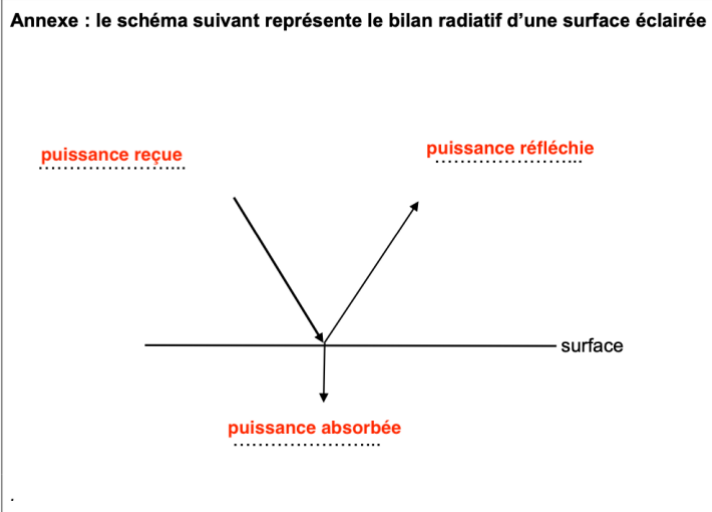 Annexe : le schéma suivant représente le bilan radiatif d’une surface éclairée
puissance reçue
puissance réfléchie
surface
puissance absorbée